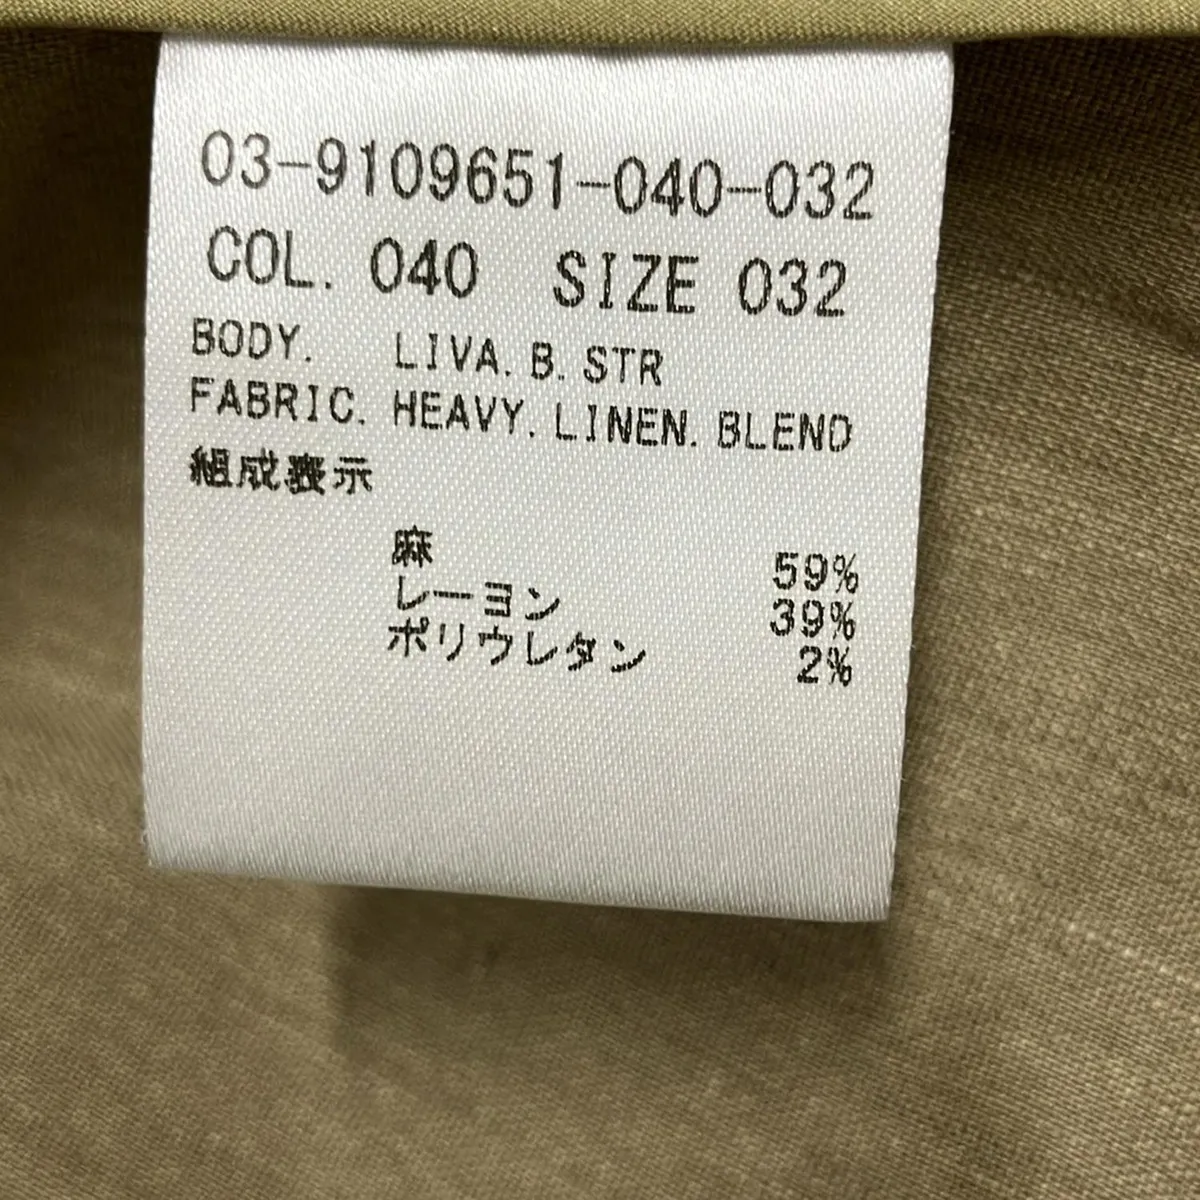 03-9109651-040-032
COL. 040 SIZE 032
BODY. LIVA. B. STR
FABRIC. HEAVY. LINEN. BLEND
組成表示
麻 59%
レーヨン 39%
ポリウレタン 2%